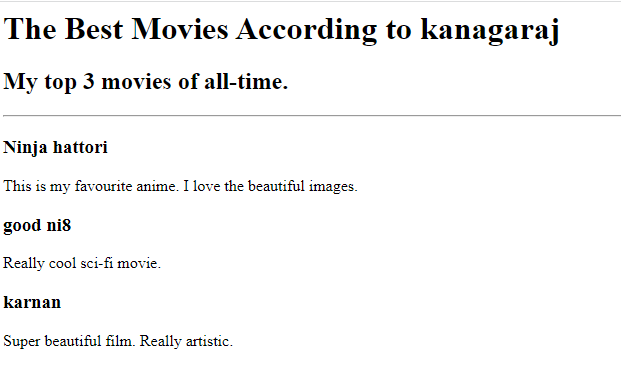 The Best Movies According to kanagaraj
My top 3 movies of all-time.
Ninja hattori
This is my favourite anime. I love the beautiful images.
good ni8
Really cool sci-fi movie.
karnan
Super beautiful film. Really artistic.